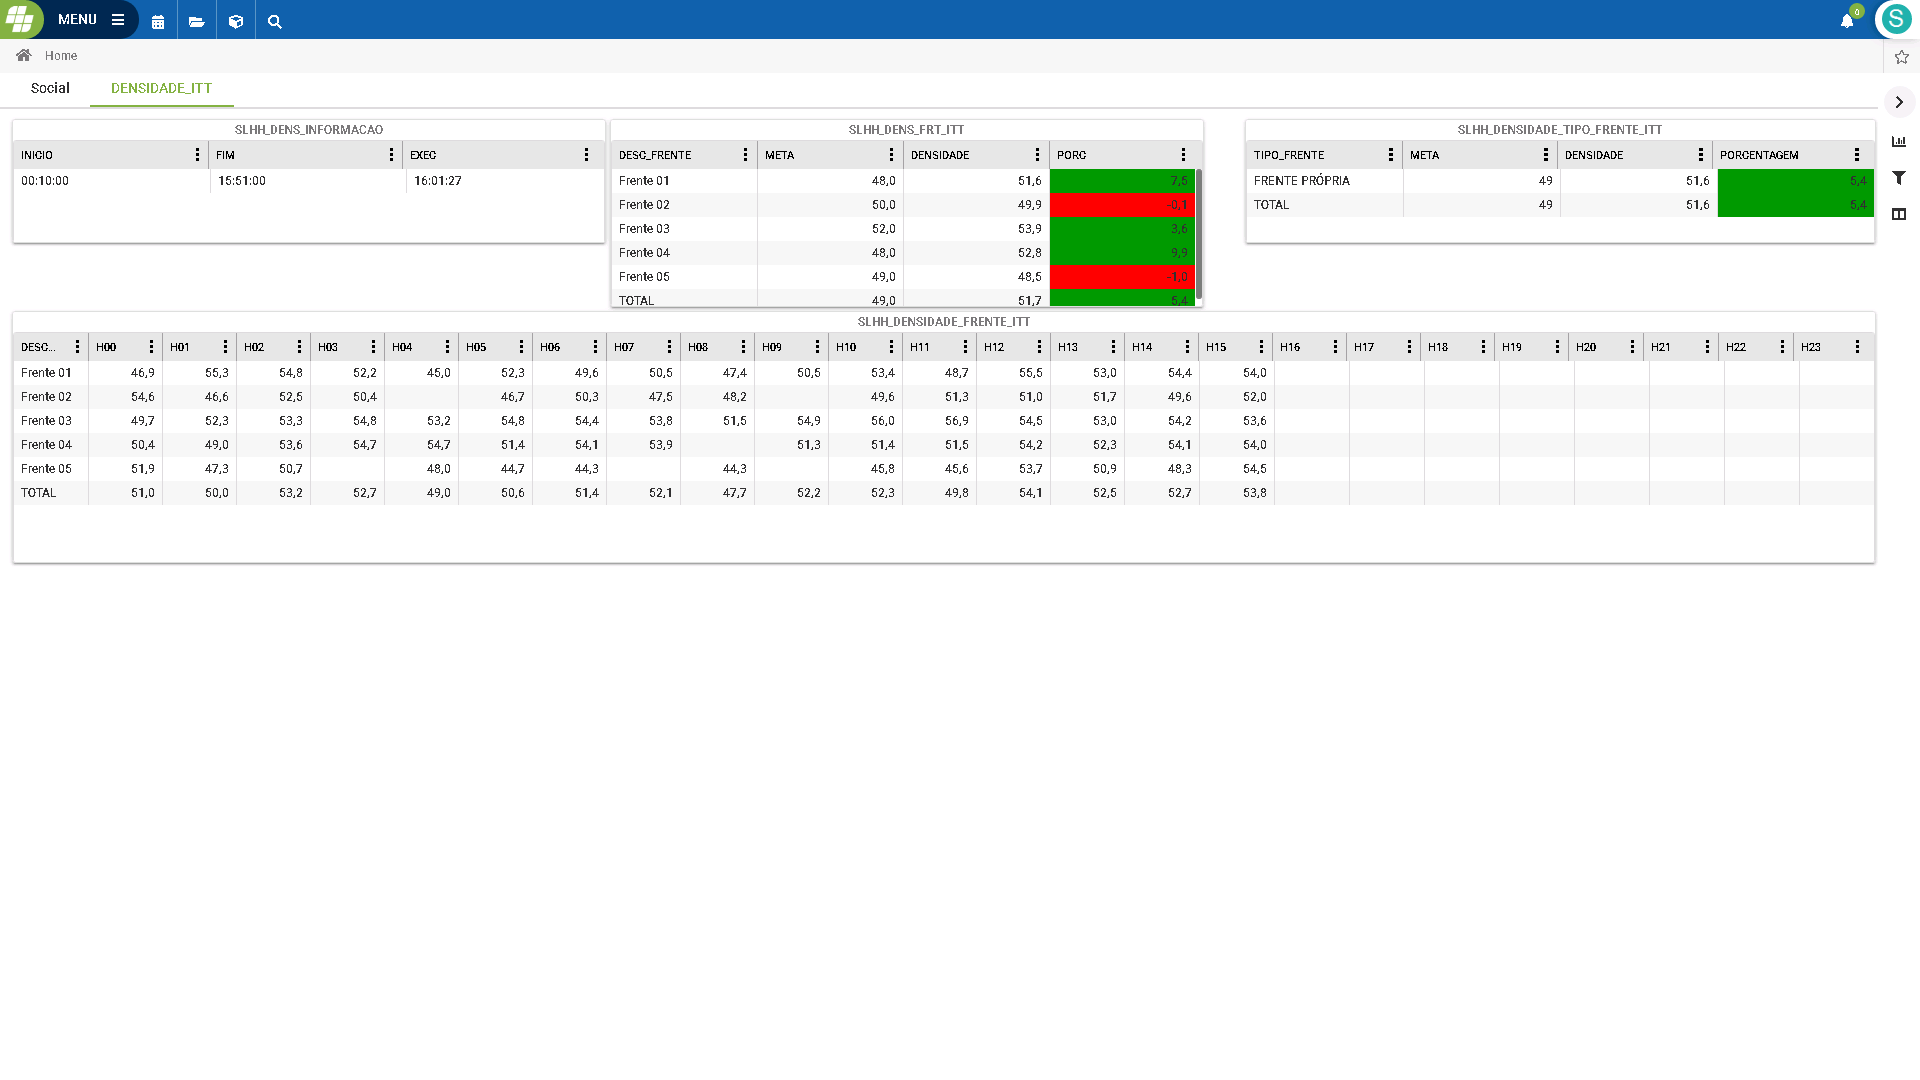 MENU
0
S
Home
Social DENSIDADE_ITT
SLHH_DENS_INFORMACAO
INICIO FIM EXEC
00:10:00 15:51:00 16:01:27
SLHH_DENS_FRT_ITT
DESC_FRENTE META DENSIDADE PORC
Frente 01 48,0 51,6 7,5
Frente 02 50,0 49,9 -0,1
Frente 03 52,0 53,9 3,6
Frente 04 48,0 52,8 9,9
Frente 05 49,0 48,5 -1,0
TOTAL 49,0 51,7 5,4
SLHH_DENSIDADE_TIPO_FRENTE_ITT
TIPO_FRENTE META DENSIDADE PORCENTAGEM
FRENTE PRÓPRIA 49 51,6 5,4
TOTAL 49 51,6 5,4
SLHH_DENSIDADE_FRENTE_ITT
DESC... H00 H01 H02 H03 H04 H05 H06 H07 H08 H09 H10 H11 H12 H13 H14 H15 H16 H17 H18 H19 H20 H21 H22 H23
Frente 01 46,9 55,3 54,8 52,2 45,0 52,3 49,6 50,5 47,4 50,5 53,4 48,7 55,5 53,0 54,4 54,0
Frente 02 54,6 46,6 52,5 50,4 46,7 50,3 47,5 48,2 49,6 51,3 51,0 51,7 49,6 52,0
Frente 03 49,7 52,3 53,3 54,8 53,2 54,8 54,4 53,8 51,5 54,9 56,0 56,9 54,5 53,0 54,2 53,6
Frente 04 50,4 49,0 53,6 54,7 54,7 51,4 54,1 53,9 51,3 51,4 51,5 54,2 52,3 54,1 54,0
Frente 05 51,9 47,3 50,7 48,0 44,7 44,3 44,3 45,8 45,6 53,7 50,9 48,3 54,5
TOTAL 51,0 50,0 53,2 52,7 49,0 50,6 51,4 52,1 47,7 52,2 52,3 49,8 54,1 52,5 52,7 53,8